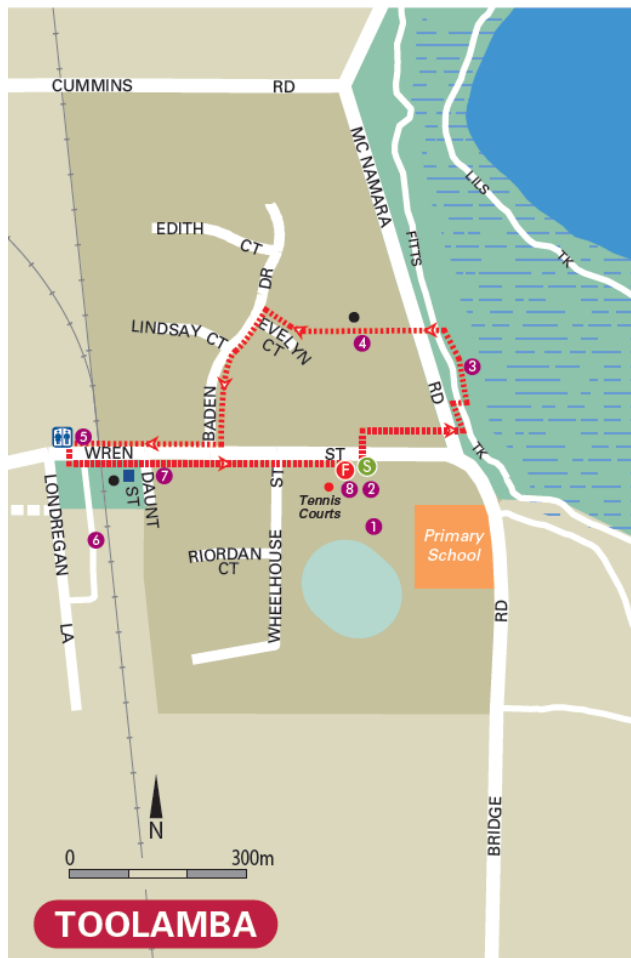 CUMMINS RD
MC NAMARA
RD
FITTS
TK
LILS
TK
EDITH
CT
DR
BADEN
LINDSAY CT
EVELYN
CT
4
3
5
WREN ST
7
F
S
8
2
Tennis
Courts
1
Primary
School
DAUNT
ST
LONDREGAN
LA
6
RIORDAN
CT
WHEELHOUSE
ST
RD
BRIDGE
N
0 300m
TOOLAMBA